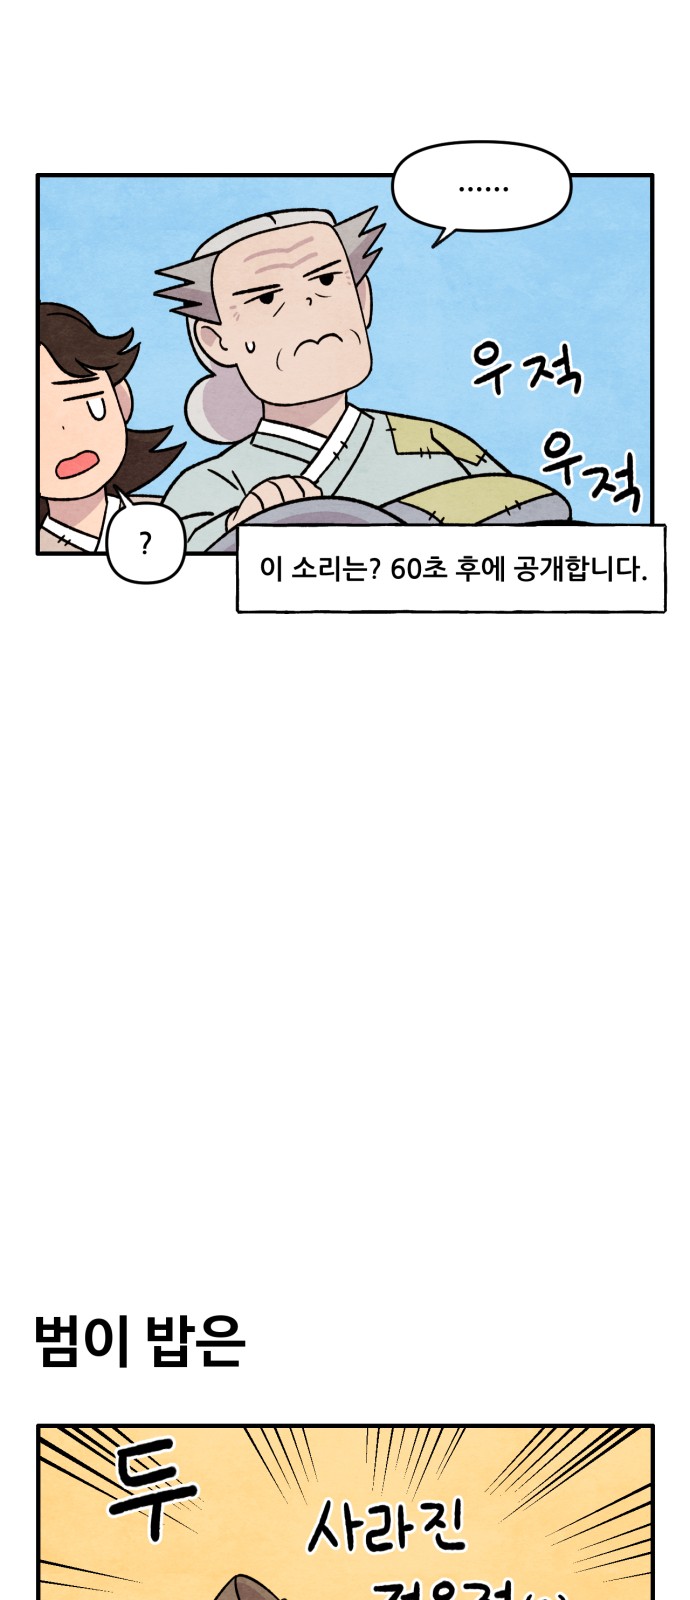 ......
우적
우적
?
이 소리는? 60초 후에 공개합니다.
범이 밥은
두
사라진